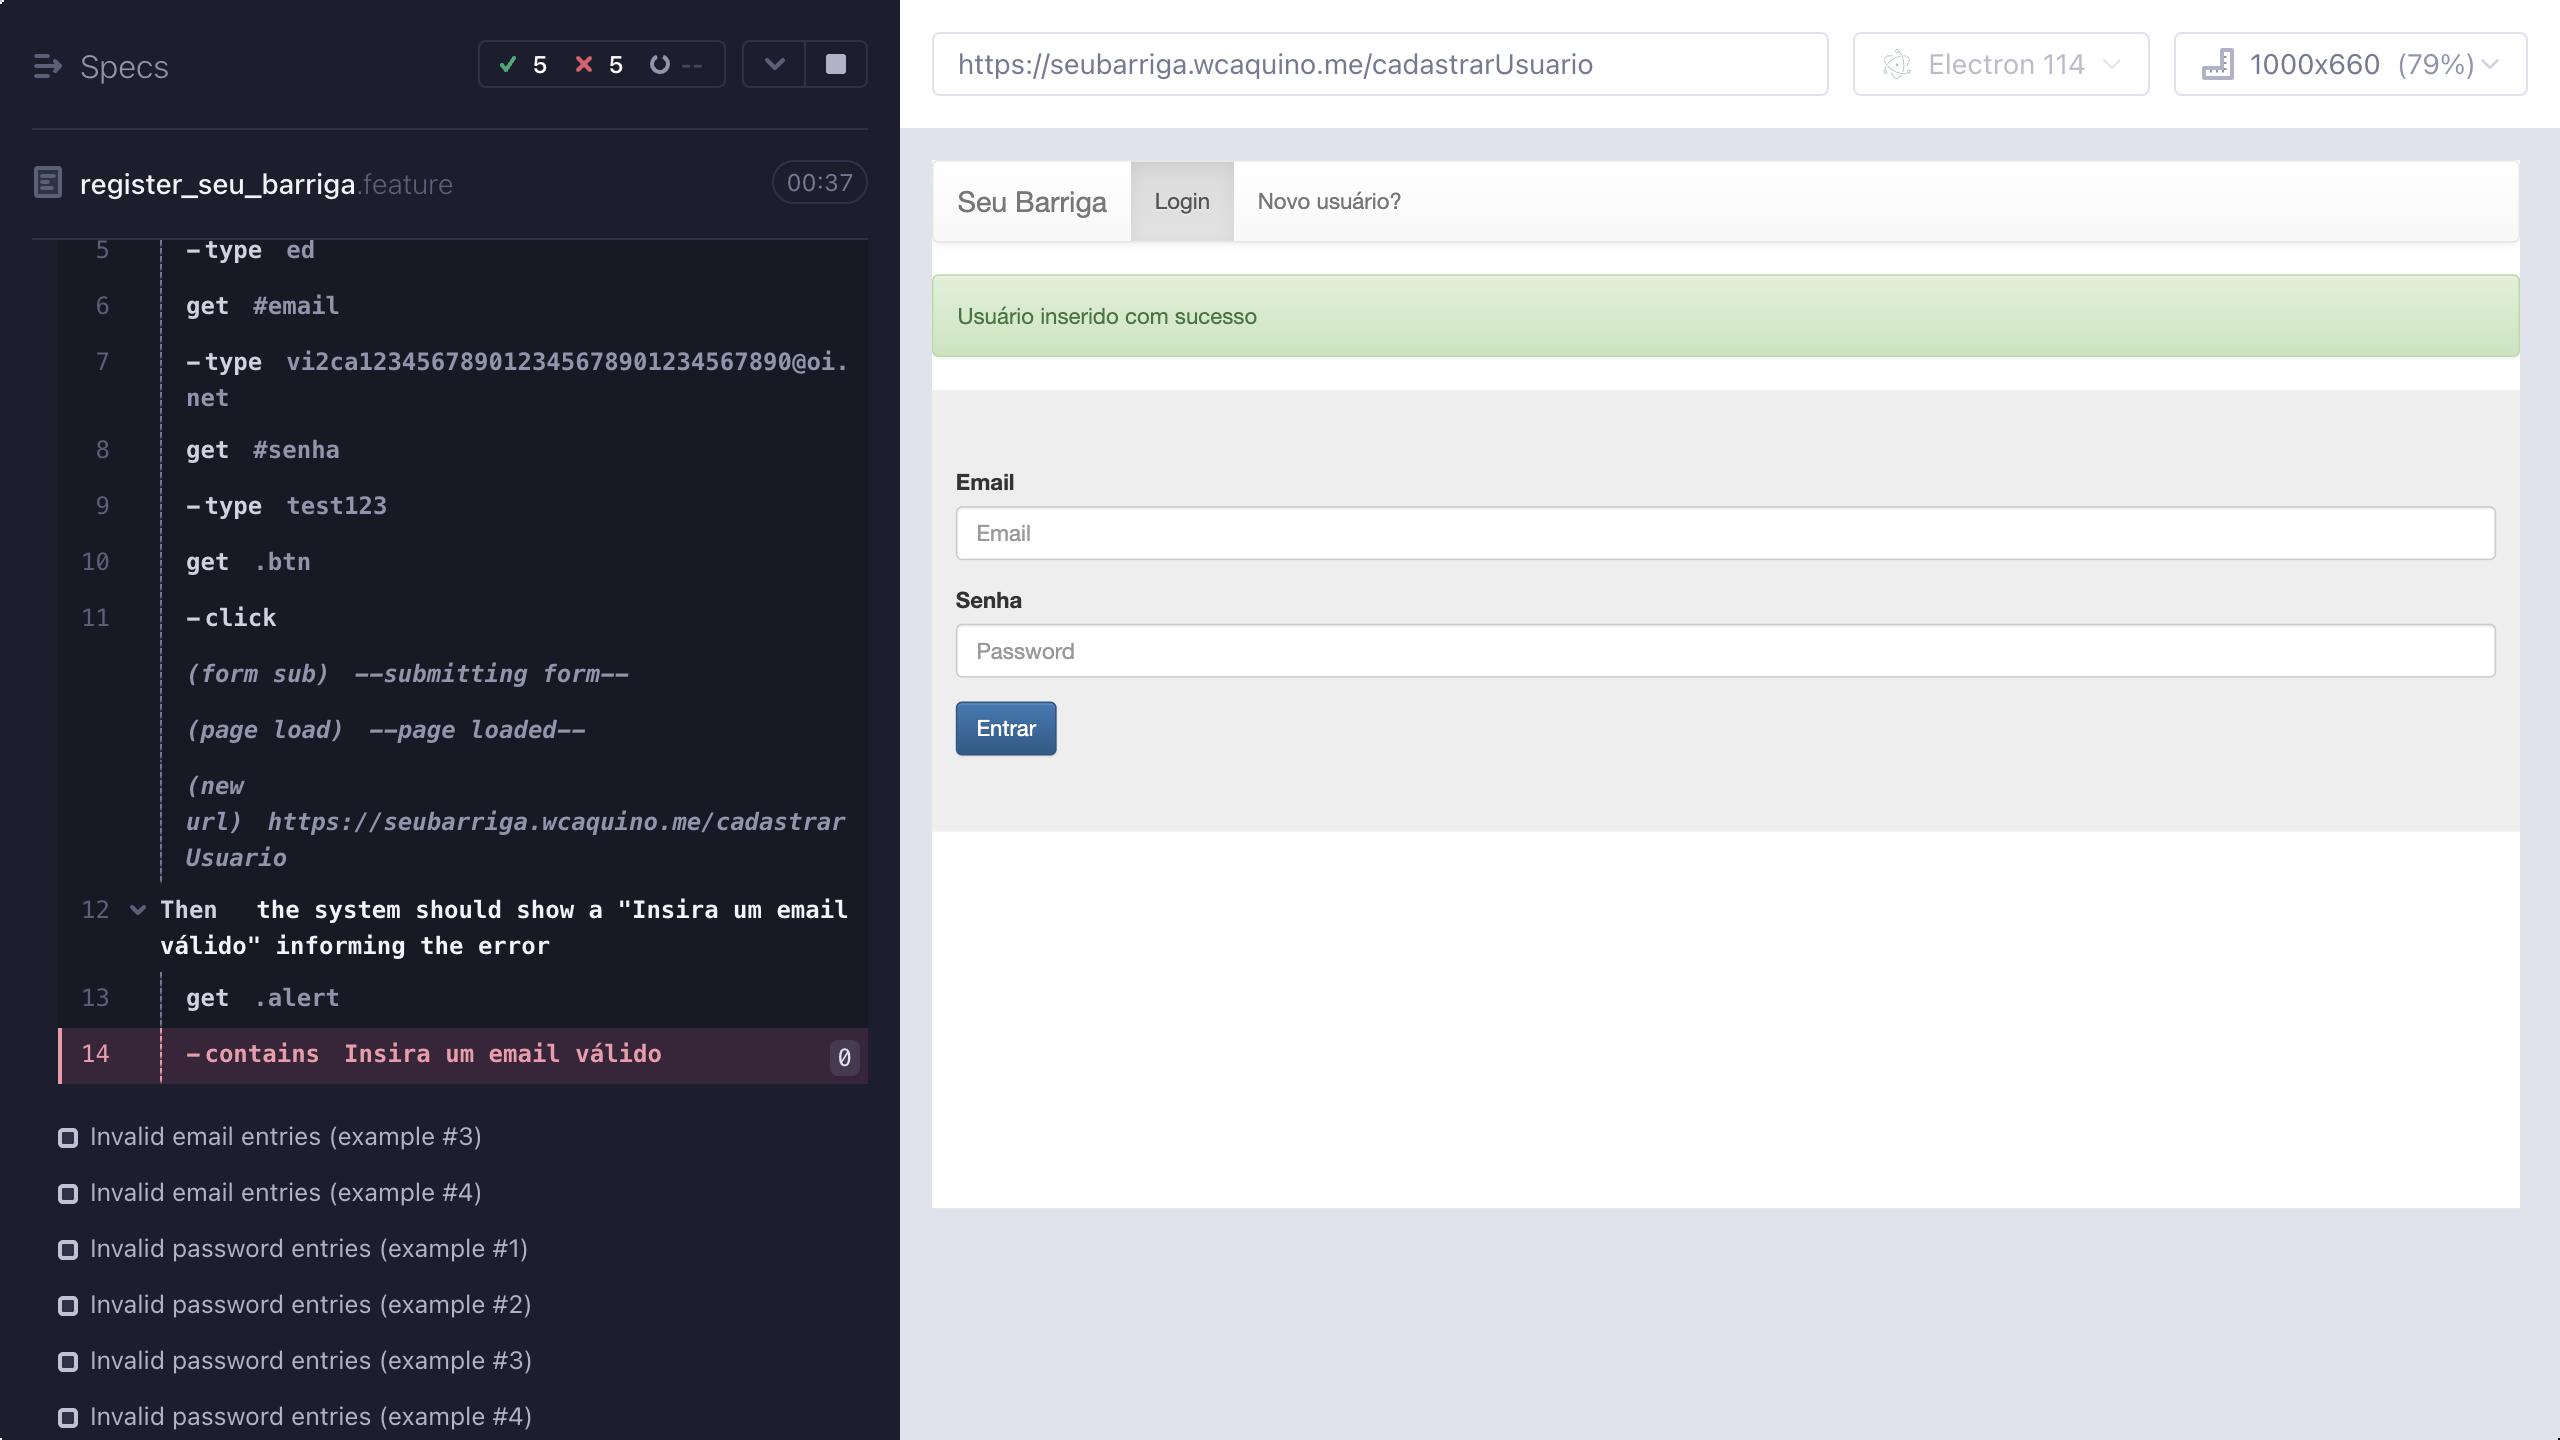 Specs
5 5 --
register_seu_barriga.feature 00:37
5 -type ed
6 get #email
7 -type vi2ca123456789012345678901234567890@oi.
net
8 get #senha
9 -type test123
10 get .btn
11 -click
(form sub) --submitting form--
(page load) --page loaded--
(new
url) https://seubarriga.wcaquino.me/cadastrar
Usuario
12 Then the system should show a "Insira um email
válido" informing the error
13 get .alert
14 -contains Insira um email válido 0
Invalid email entries (example #3)
Invalid email entries (example #4)
Invalid password entries (example #1)
Invalid password entries (example #2)
Invalid password entries (example #3)
Invalid password entries (example #4)
https://seubarriga.wcaquino.me/cadastrarUsuario Electron 114 1000x660 (79%)
Seu Barriga Login Novo usuário?
Usuário inserido com sucesso
Email
Email
Senha
Password
Entrar